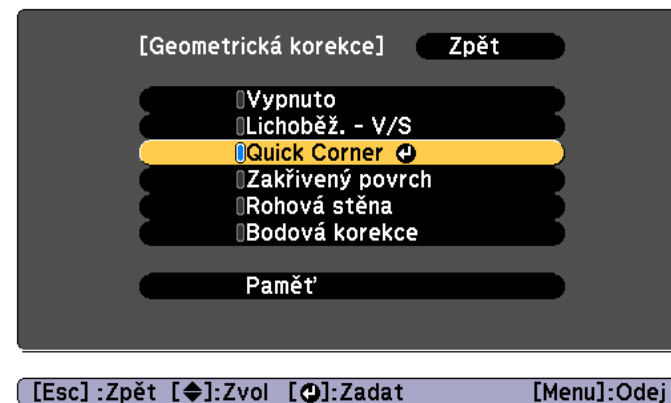 [Geometrická korekce] Zpět
Vypnuto
Lichoběž. - V/S
Quick Corner
Zakřivený povrch
Rohová stěna
Bodová korekce
Paměť
[Esc] :Zpět [◆]:Zvol [↵]:Zadat [Menu]:Odej